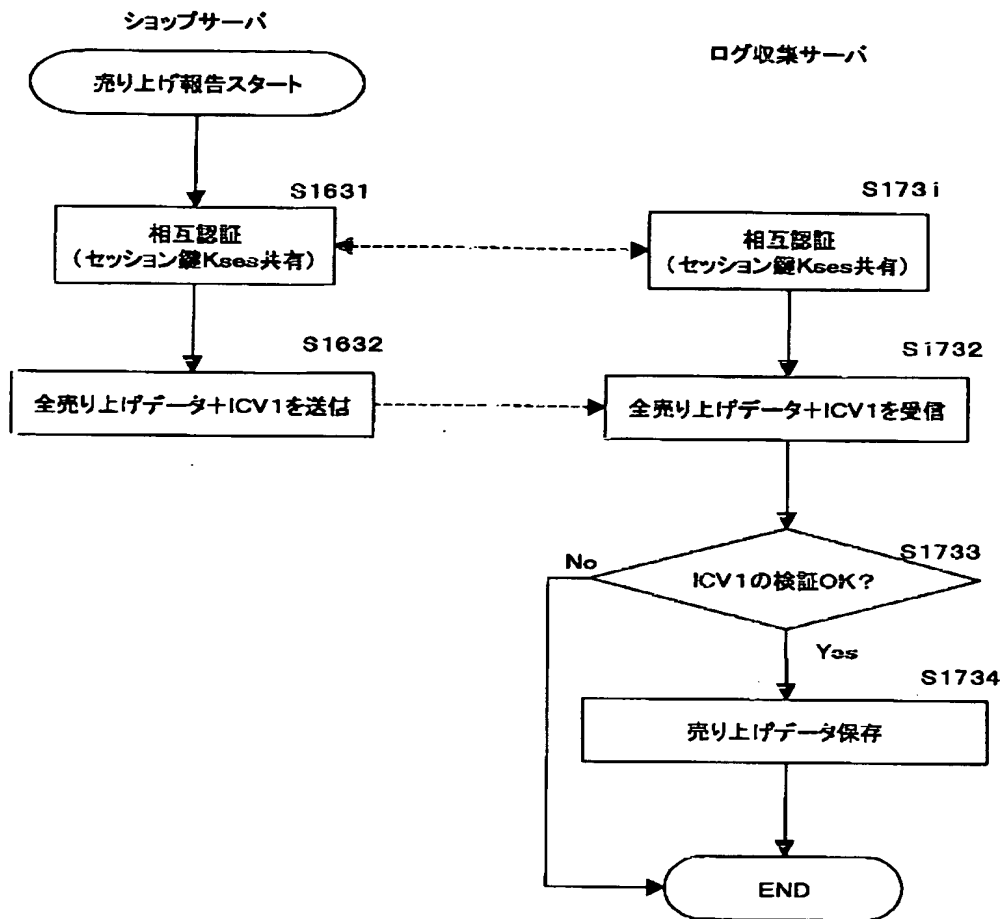 ショップサーバ
ログ収集サーバ
売り上げ報告スタート
S1631
S173i
相互認証
(セッション鍵Kses共有)
相互認証
(セッション鍵Kses共有)
S1632
Si732
全売り上げデータ+ICV1を送信
全売り上げデータ+ICV1を受信
S1733
No
ICV1の検証OK?
Yes
S1734
売り上げデータ保存
END